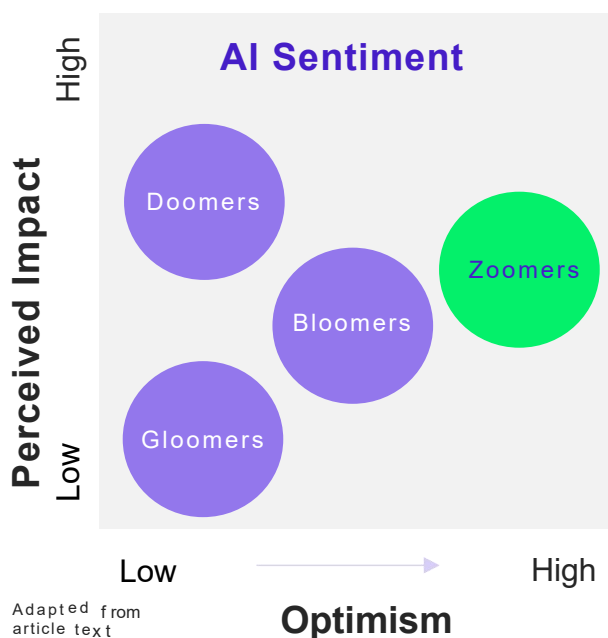 AI Sentiment
High
Perceived Impact
Low
Doomers
Zoomers
Bloomers
Gloomers
Low
High
Optimism
Adapted from
article text